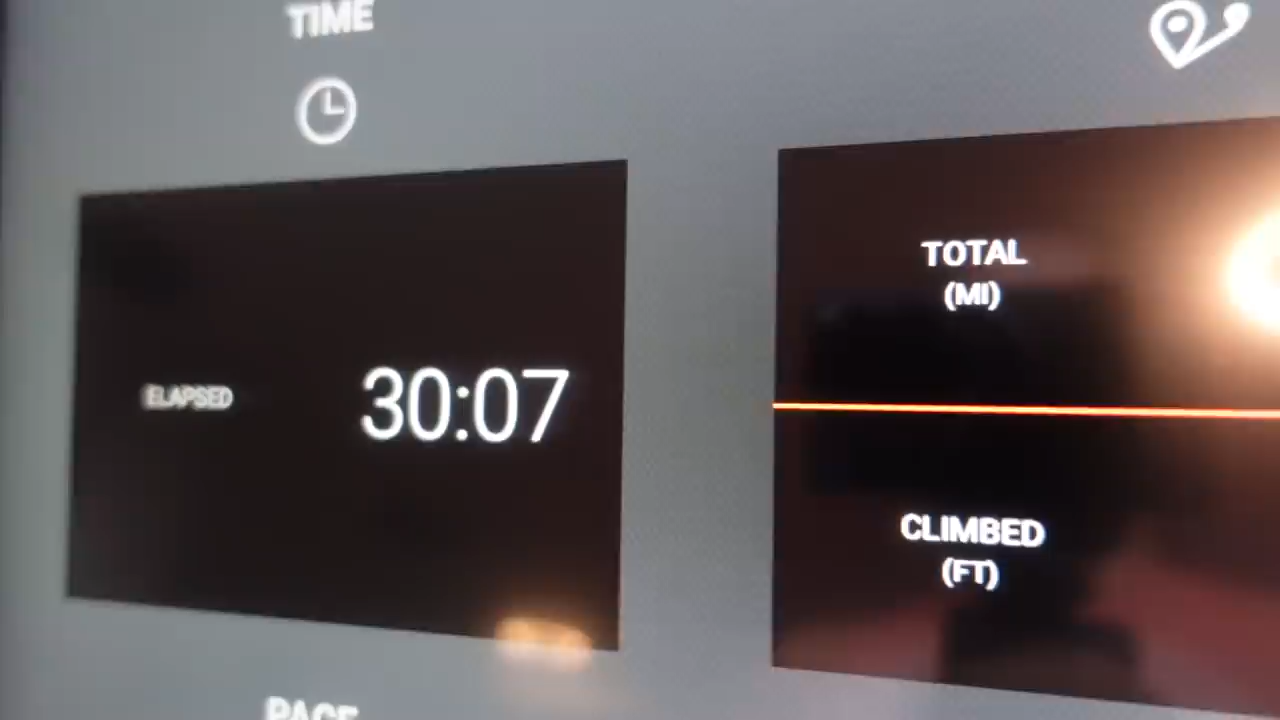 TIME
ELAPSED
30:07
TOTAL
(MI)
CLIMBED
(FT)
PACE